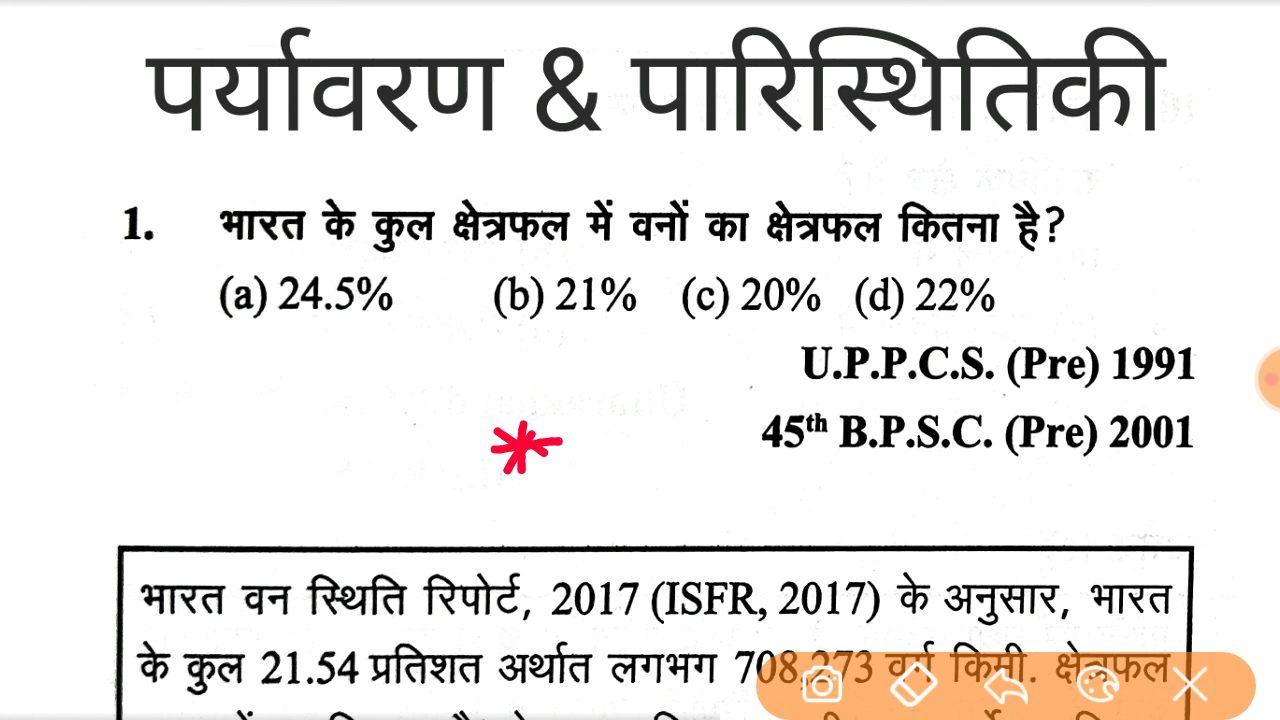 पर्यावरण & पारिस्थितिकी
1. भारत के कुल क्षेत्रफल में वनों का क्षेत्रफल कितना है?
(a) 24.5% (b) 21% (c) 20% (d) 22%
U.P.P.C.S. (Pre) 1991
45th B.P.S.C. (Pre) 2001
भारत वन स्थिति रिपोर्ट, 2017 (ISFR, 2017) के अनुसार, भारत
के कुल 21.54 प्रतिशत अर्थात लगभग 708,273 वर्ग किमी. क्षेत्रफल